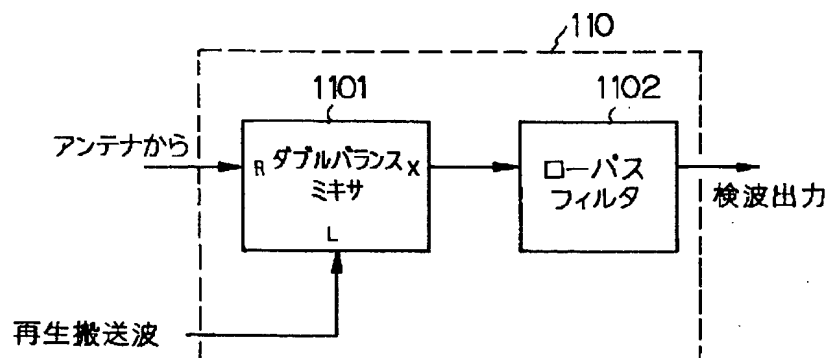 110
1101
1102
アンテナから
R ダブルバランス X
ミキサ
L
ローパス
フィルタ
検波出力
再生搬送波